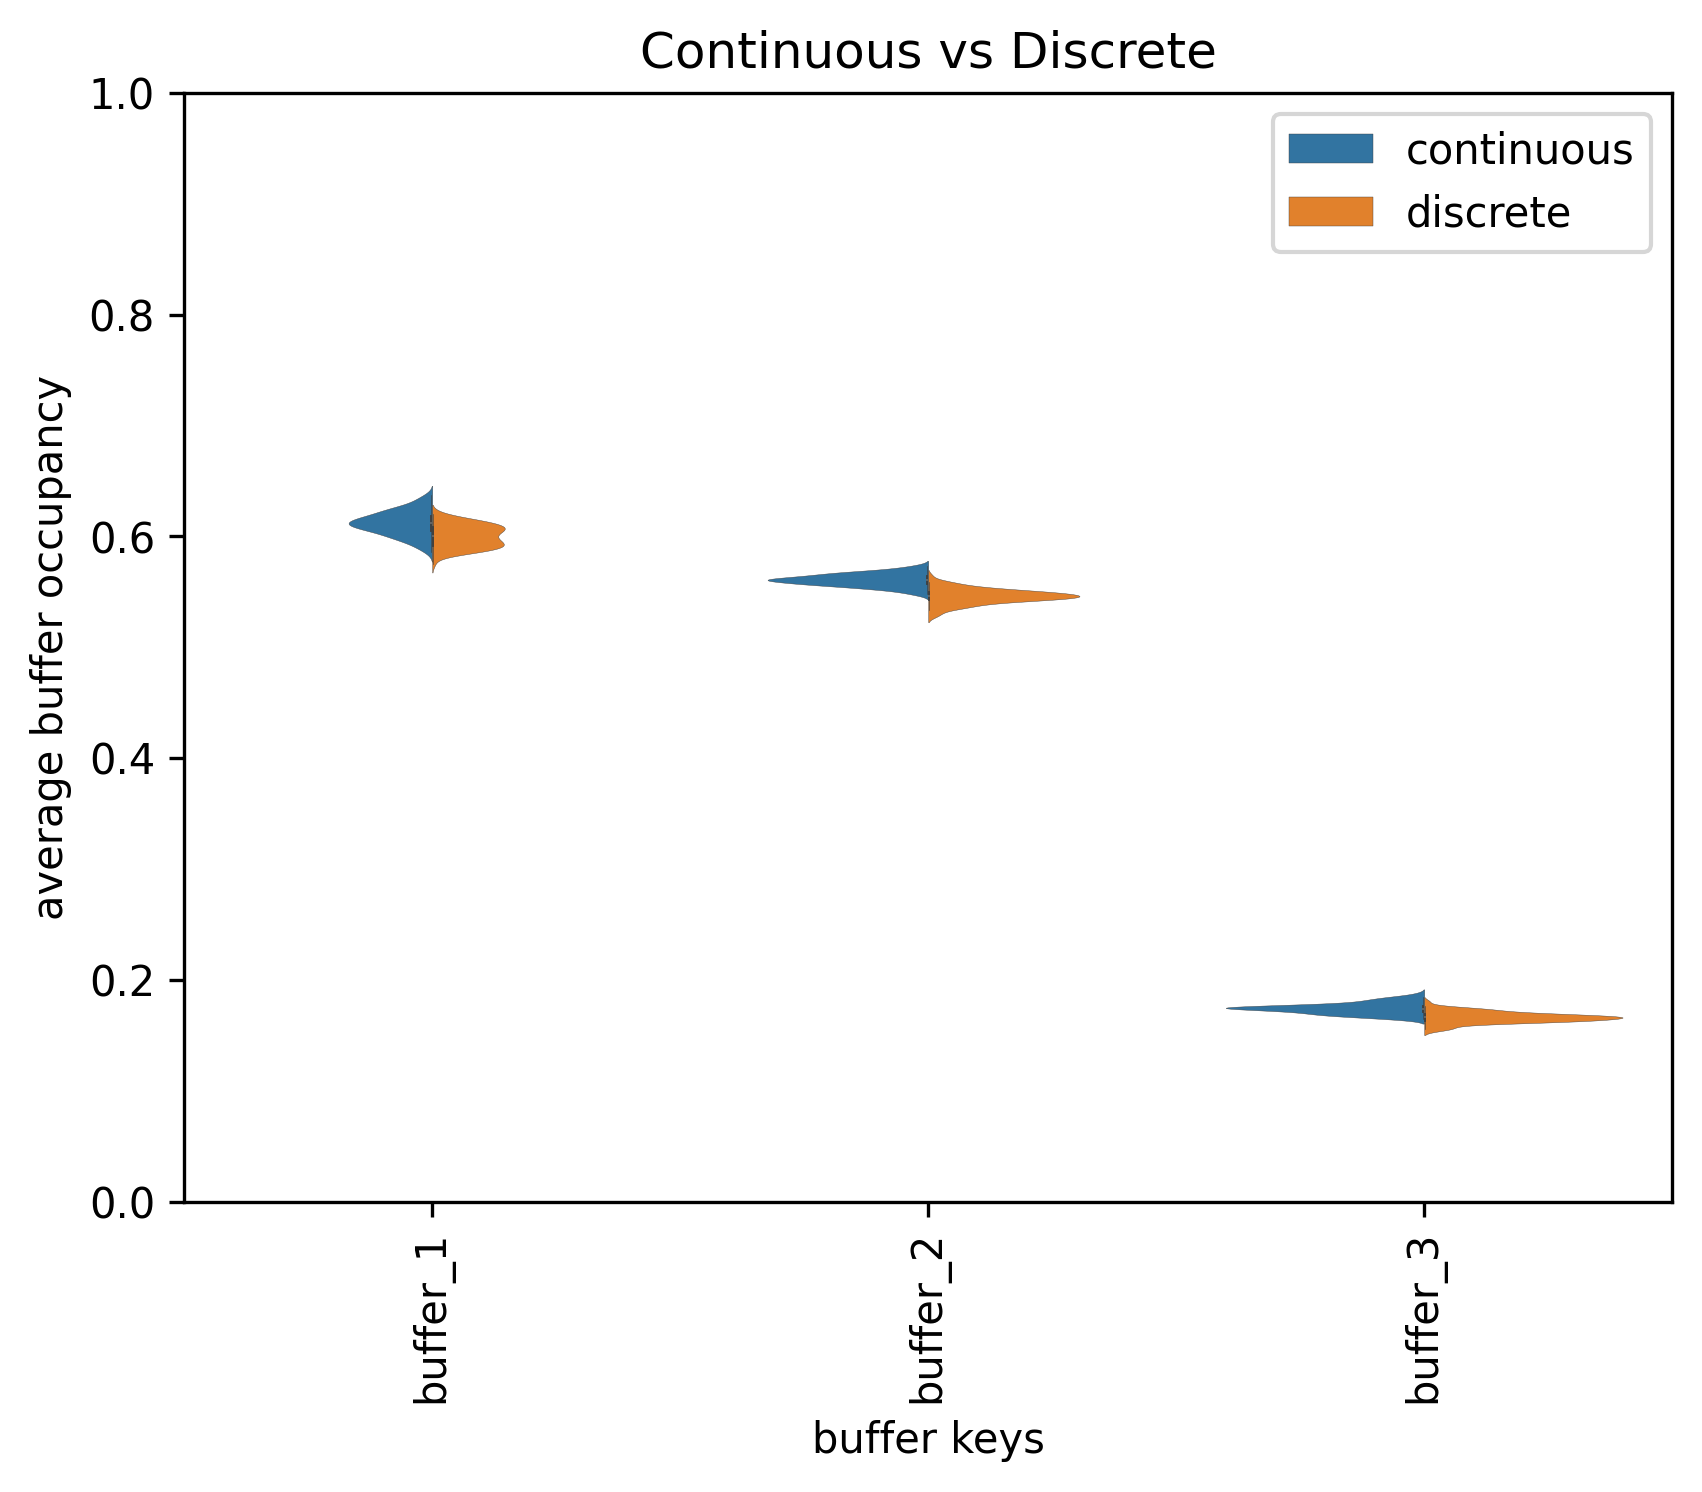 Continuous vs Discrete
1.0
0.8
0.6
0.4
0.2
0.0
average buffer occupancy
continuous
discrete
buffer_1
buffer_2
buffer_3
buffer keys